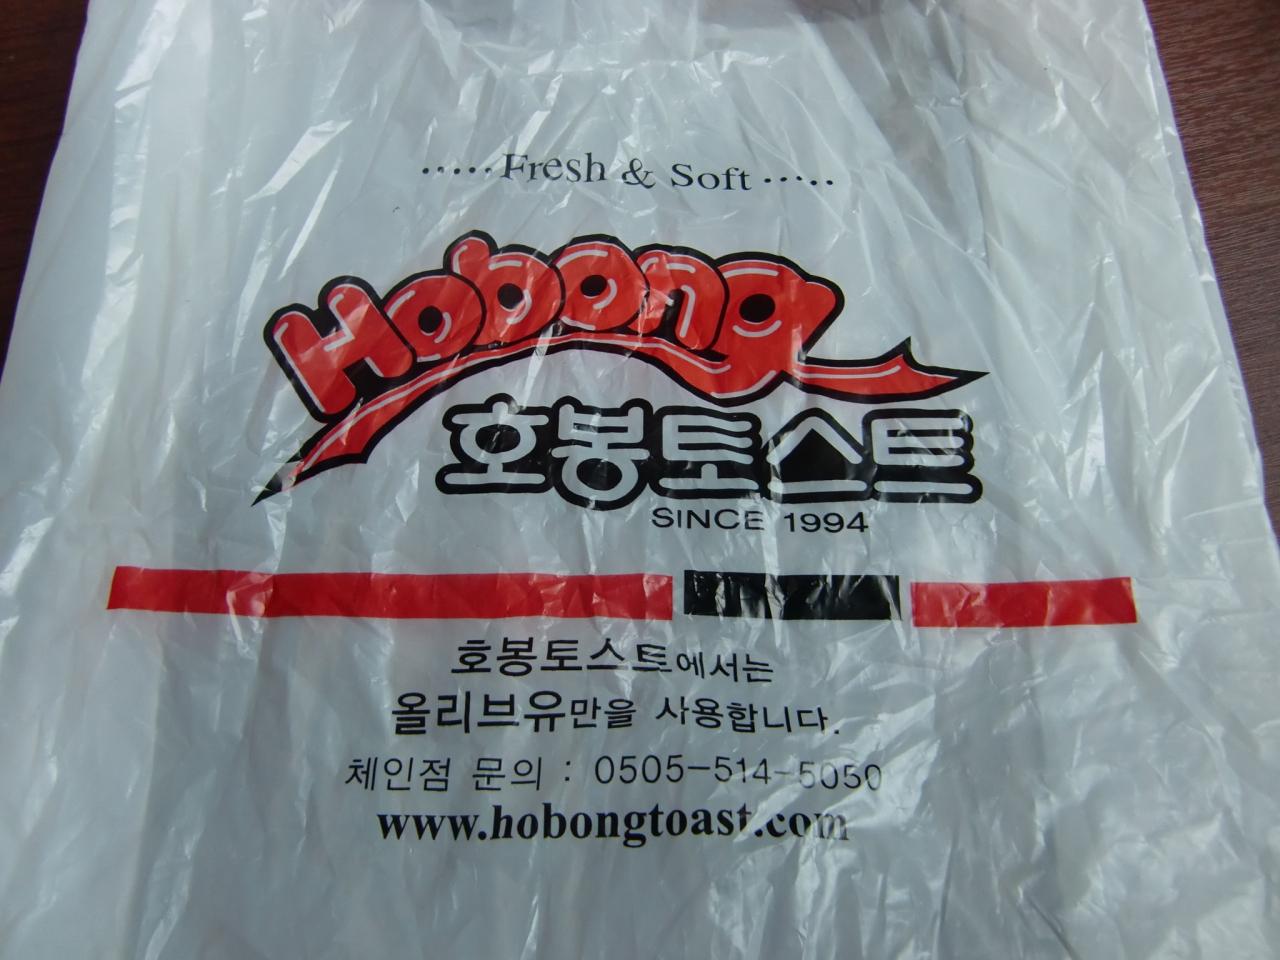 ·····Fresh & Soft·····
Hobong
호봉토스트
SINCE 1994
호봉토스트에서는
올리브유만을 사용합니다.
체인점 문의 : 0505-514-5050
www.hobongtoast.com